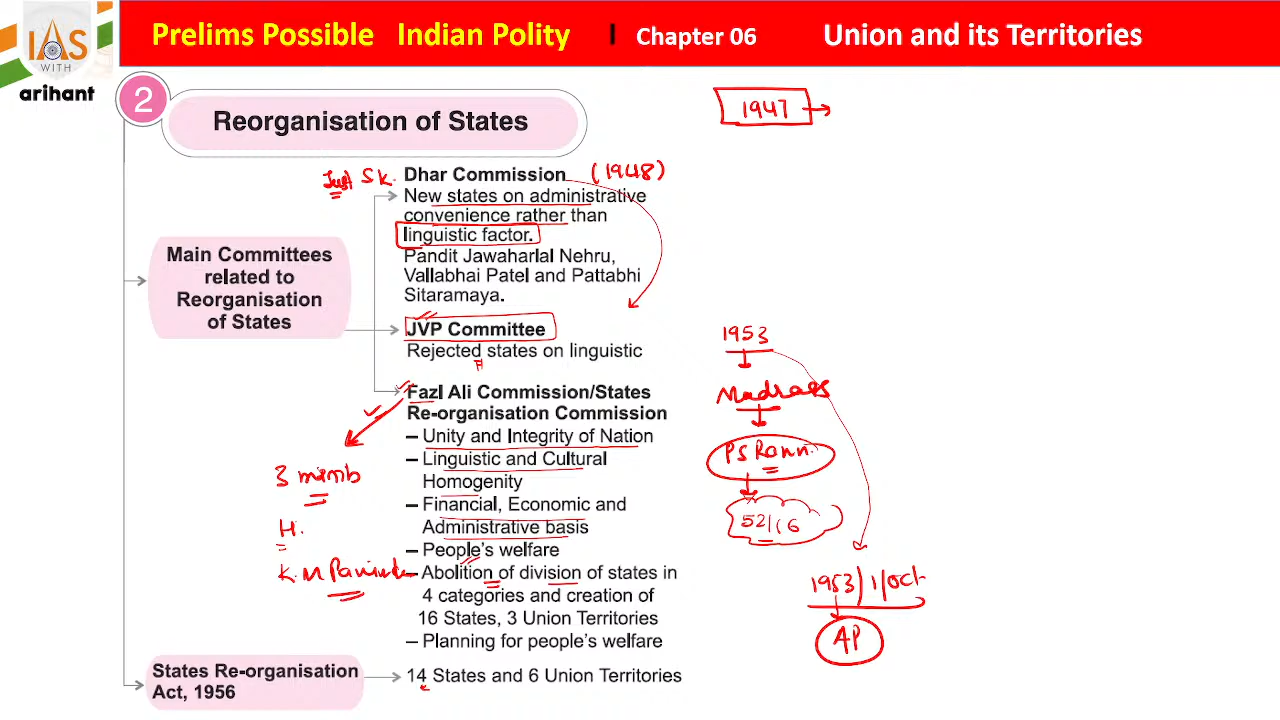 IAS
WITH
arihant
Prelims Possible Indian Polity | Chapter 06 Union and its Territories
2
Reorganisation of States
1947
Main Committees
related to
Reorganisation
of States
Just S K. Dhar Commission (1948)
New states on administrative
convenience rather than
linguistic factor.
Pandit Jawaharlal Nehru,
Vallabhai Patel and Pattabhi
Sitaramaya.
JVP Committee
Rejected states on linguistic
Fazl Ali Commission/States
Re-organisation Commission
– Unity and Integrity of Nation
– Linguistic and Cultural
Homogenity
– Financial, Economic and
Administrative basis
– People's welfare
– Abolition of division of states in
4 categories and creation of
16 States, 3 Union Territories
– Planning for people's welfare
3 memb
H.
K. M
1953
Madras
PS
1953/1/Oct
AP
States Re-organisation
Act, 1956
14 States and 6 Union Territories